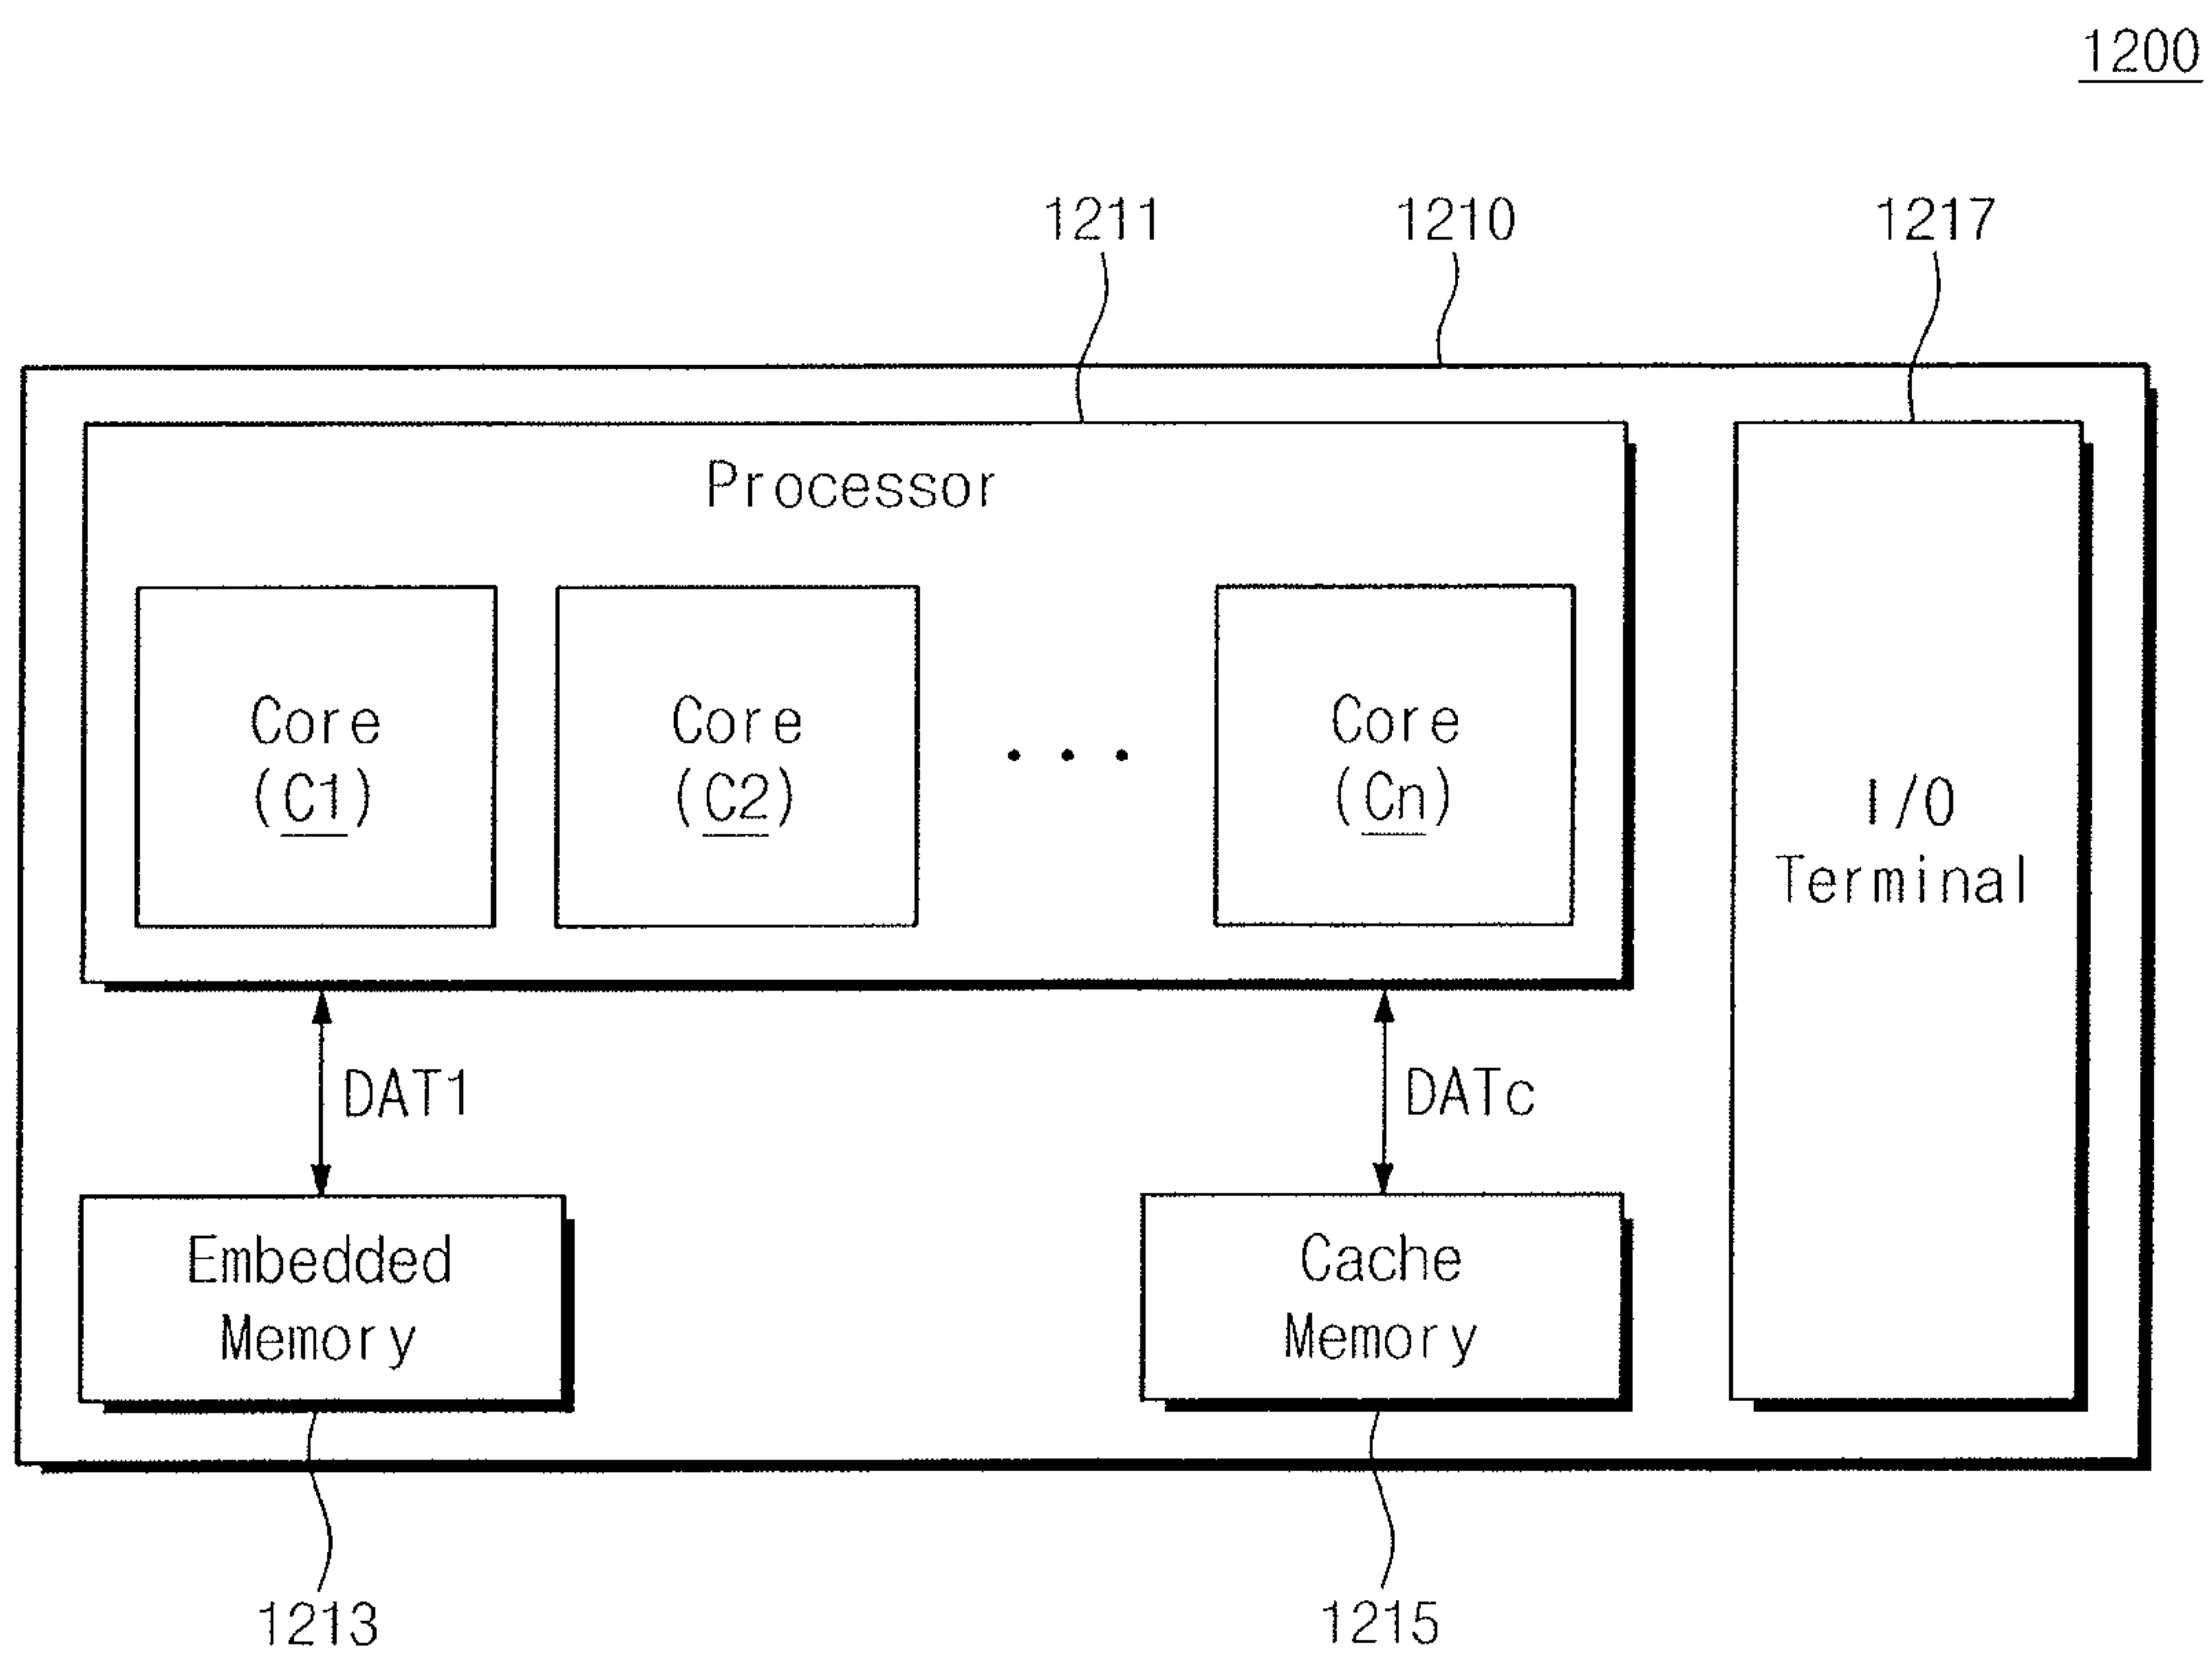 1200
1211
1210
1217
Processor
Core
(C1)
Core
(C2)
. . .
Core
(Cn)
I/O
Terminal
DAT1
DATc
Embedded
Memory
Cache
Memory
1213
1215